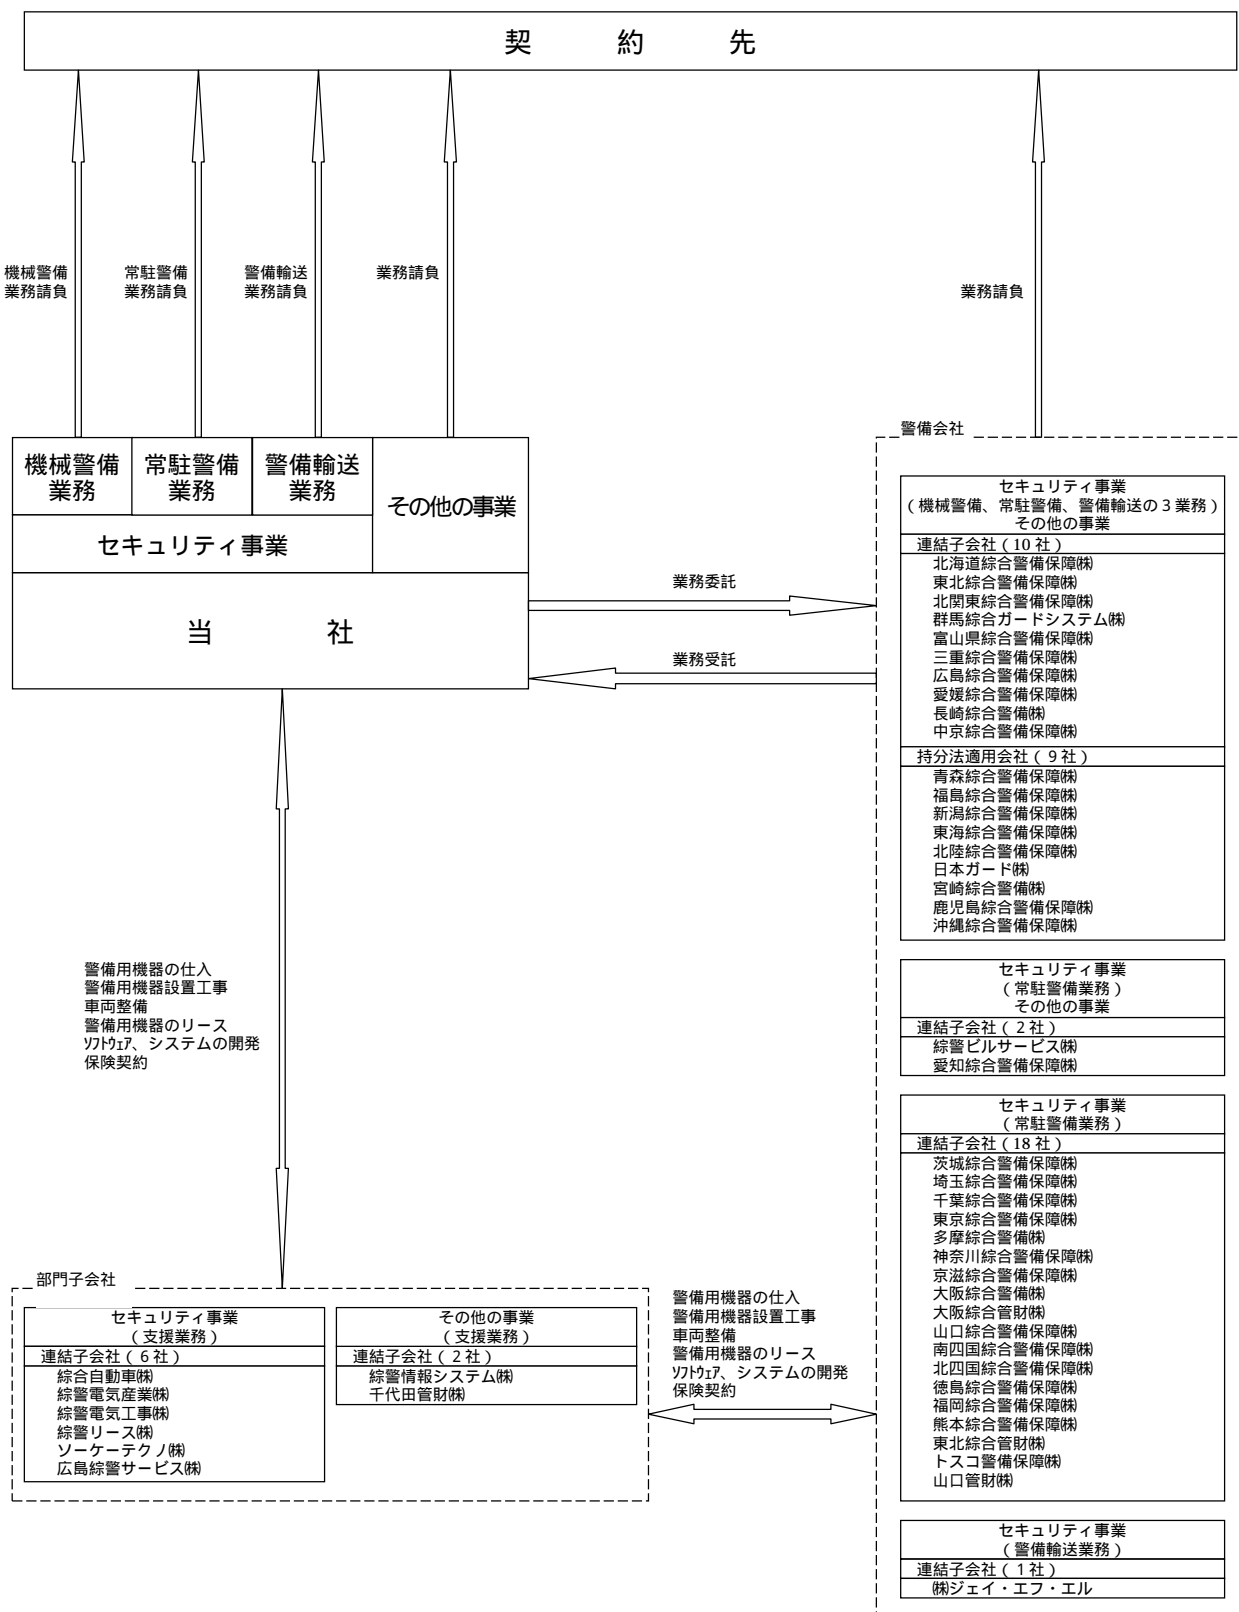 契約先
機械警備
業務請負
常駐警備
業務請負
警備輸送
業務請負
業務請負
業務請負
機械警備
業務
常駐警備
業務
警備輸送
業務
その他の事業
セキュリティ事業
当社
業務委託
業務受託
警備会社
セキュリティ事業
(機械警備、常駐警備、警備輸送の3業務)
その他の事業
連結子会社(10社)
北海道綜合警備保障㈱
東北綜合警備保障㈱
北関東綜合警備保障㈱
群馬綜合ガードシステム㈱
富山県綜合警備保障㈱
三重綜合警備保障㈱
広島綜合警備保障㈱
愛媛綜合警備保障㈱
長崎綜合警備㈱
中京綜合警備保障㈱
持分法適用会社(9社)
青森綜合警備保障㈱
福島綜合警備保障㈱
新潟綜合警備保障㈱
東海綜合警備保障㈱
北陸綜合警備保障㈱
日本ガード㈱
宮崎綜合警備㈱
鹿児島綜合警備保障㈱
沖縄綜合警備保障㈱
セキュリティ事業
(常駐警備業務)
その他の事業
連結子会社(2社)
綜警ビルサービス㈱
愛知綜合警備保障㈱
セキュリティ事業
(常駐警備業務)
連結子会社(18社)
茨城綜合警備保障㈱
埼玉綜合警備保障㈱
千葉綜合警備保障㈱
東京綜合警備保障㈱
多摩綜合警備㈱
神奈川綜合警備保障㈱
京滋綜合警備保障㈱
大阪綜合警備㈱
大阪綜合管財㈱
山口綜合警備保障㈱
南四国綜合警備保障㈱
北四国綜合警備保障㈱
徳島綜合警備保障㈱
福岡綜合警備保障㈱
熊本綜合警備保障㈱
東北綜合管財㈱
トスコ警備保障㈱
山口管財㈱
セキュリティ事業
(警備輸送業務)
連結子会社(1社)
㈱ジェイ・エフ・エル
警備用機器の仕入
警備用機器設置工事
車両整備
警備用機器のリース
ｿﾌﾄｳｪｱ、システムの開発
保険契約
部門子会社
セキュリティ事業
(支援業務)
連結子会社(6社)
綜合自動車㈱
綜警電気産業㈱
綜警電気工事㈱
綜警リース㈱
ソーケーテクノ㈱
広島綜警サービス㈱
その他の事業
(支援業務)
連結子会社(2社)
綜警情報システム㈱
千代田管財㈱
警備用機器の仕入
警備用機器設置工事
車両整備
警備用機器のリース
ｿﾌﾄｳｪｱ、システムの開発
保険契約